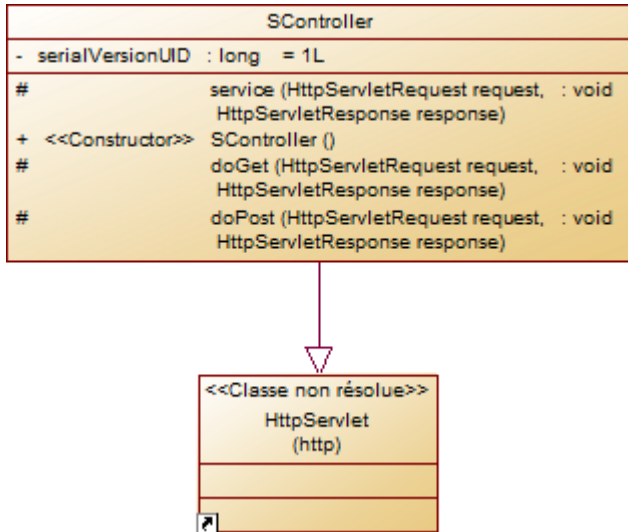 SController
- serialVersionUID : long = 1L
# service (HttpServletRequest request, : void
HttpServletResponse response)
+ <<Constructor>> SController ()
# doGet (HttpServletRequest request, : void
HttpServletResponse response)
# doPost (HttpServletRequest request, : void
HttpServletResponse response)
<<Classe non résolue>>
HttpServlet
(http)